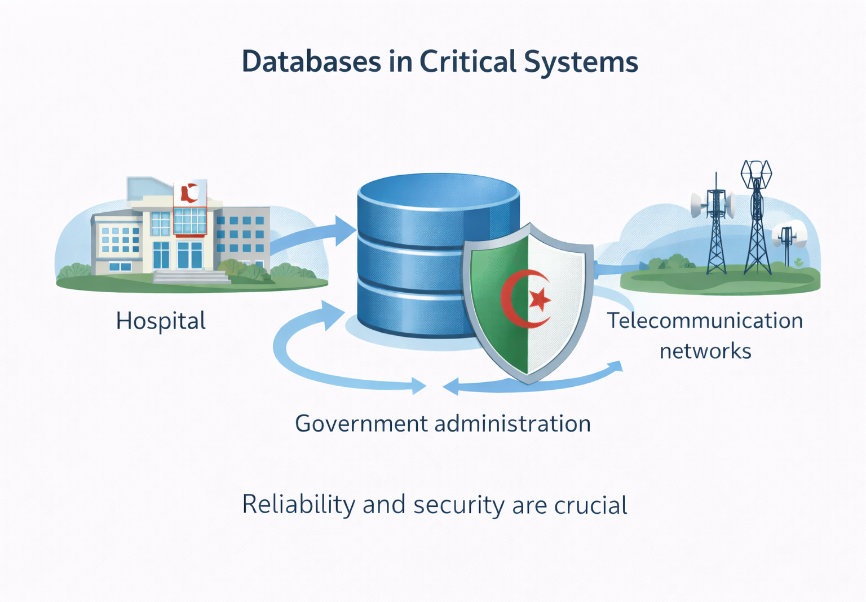 Databases in Critical Systems
Hospital
Telecommunication
networks
Government administration
Reliability and security are crucial